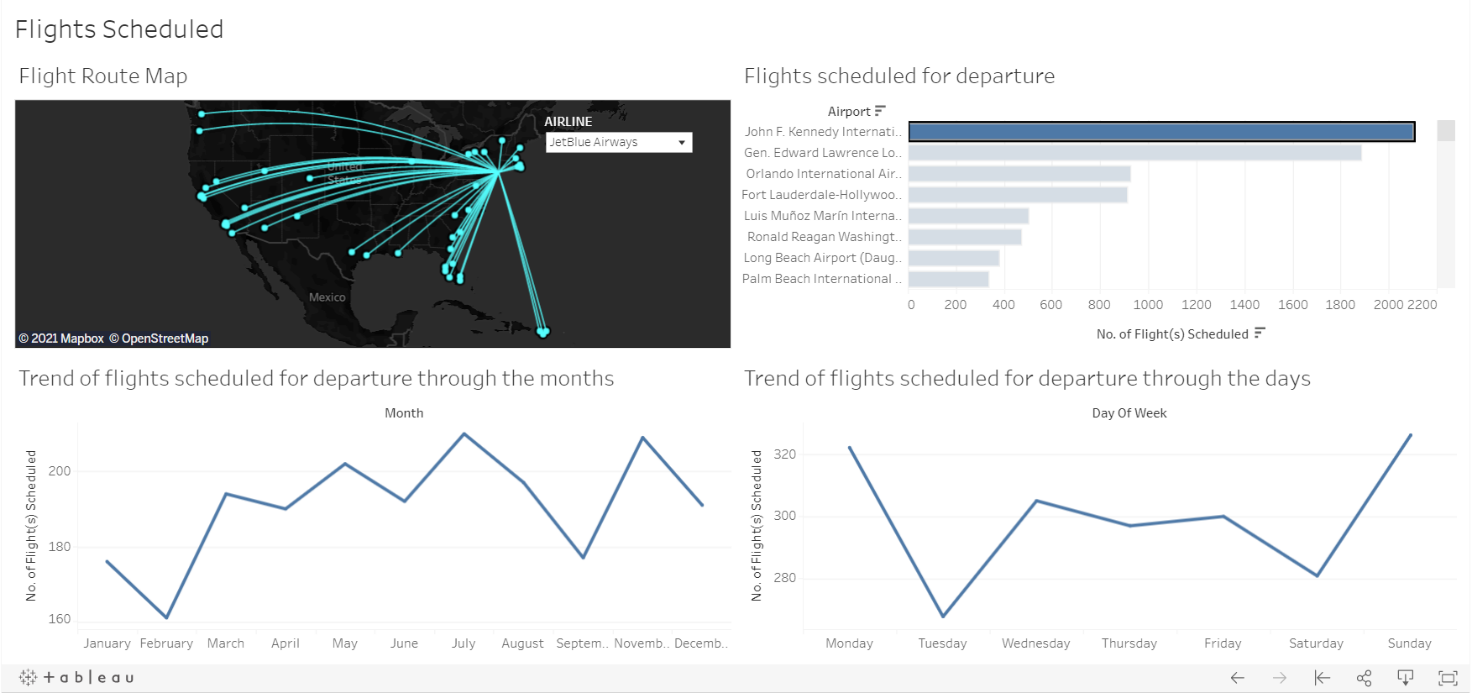 Flights Scheduled
Flight Route Map
AIRLINE
JetBlue Airways
United
States
Mexico
© 2021 Mapbox © OpenStreetMap
Flights scheduled for departure
Airport
John F. Kennedy Internati..
Gen. Edward Lawrence Lo..
Orlando International Air..
Fort Lauderdale-Hollywoo..
Luis Muñoz Marín Interna..
Ronald Reagan Washingt..
Long Beach Airport (Daug..
Palm Beach International ..
0 200 400 600 800 1000 1200 1400 1600 1800 2000 2200
No. of Flight(s) Scheduled
Trend of flights scheduled for departure through the months
Month
No. of Flight(s) Scheduled
200
180
160
January February March April May June July August Septem.. Novemb.. Decemb..
Trend of flights scheduled for departure through the days
Day Of Week
No. of Flight(s) Scheduled
320
300
280
Monday Tuesday Wednesday Thursday Friday Saturday Sunday
+ableau